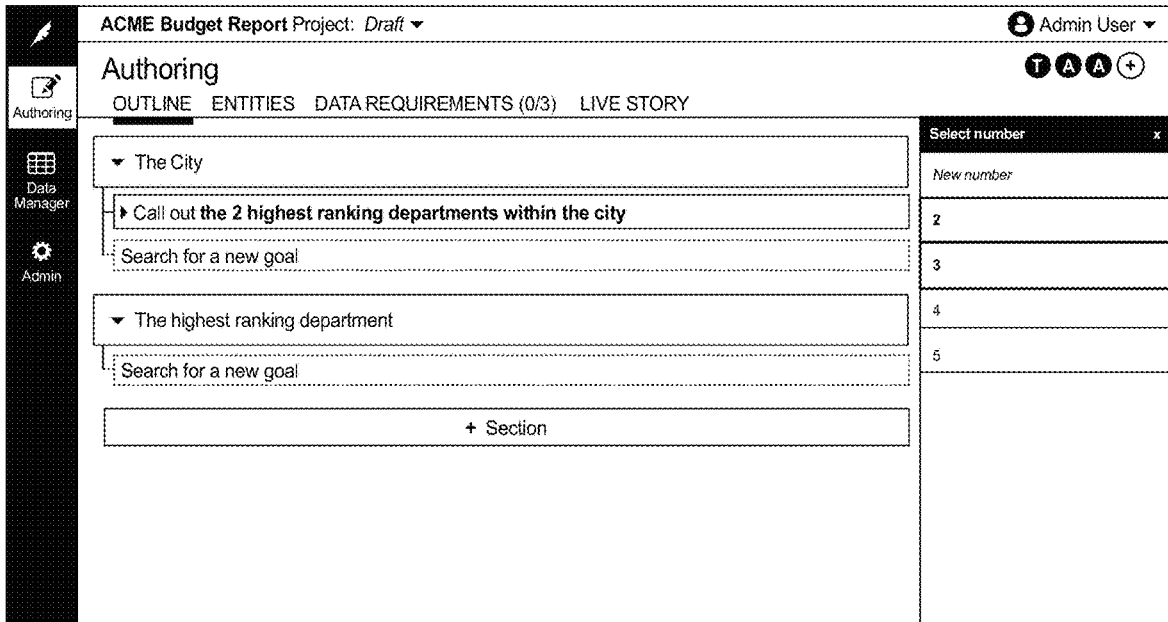 ACME Budget Report Project: Draft
Admin User
Authoring
T A A +
Authoring
OUTLINE ENTITIES DATA REQUIREMENTS (0/3) LIVE STORY
Select number x
The City
New number
Data
Manager
Call out the 2 highest ranking departments within the city
2
Search for a new goal
3
Admin
The highest ranking department
4
Search for a new goal
5
+ Section